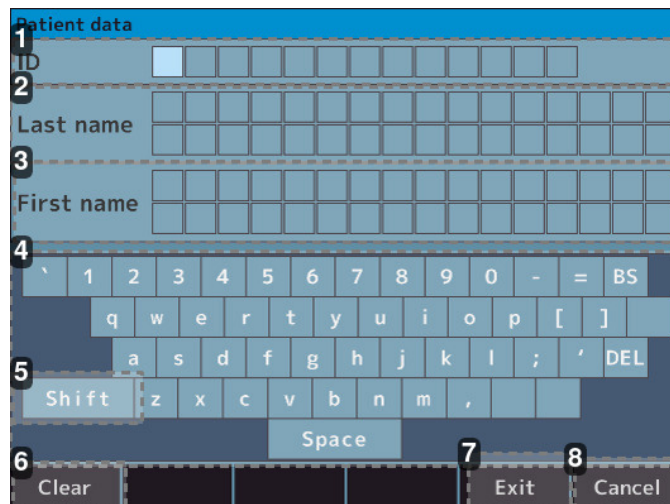 Patient data
1
ID
2
Last name
3
First name
4
` 1 2 3 4 5 6 7 8 9 0 - = BS
q w e r t y u i o p [ ]
a s d f g h j k l ; ' DEL
5
Shift z x c v b n m ,
Space
6 7 8
Clear Exit Cancel